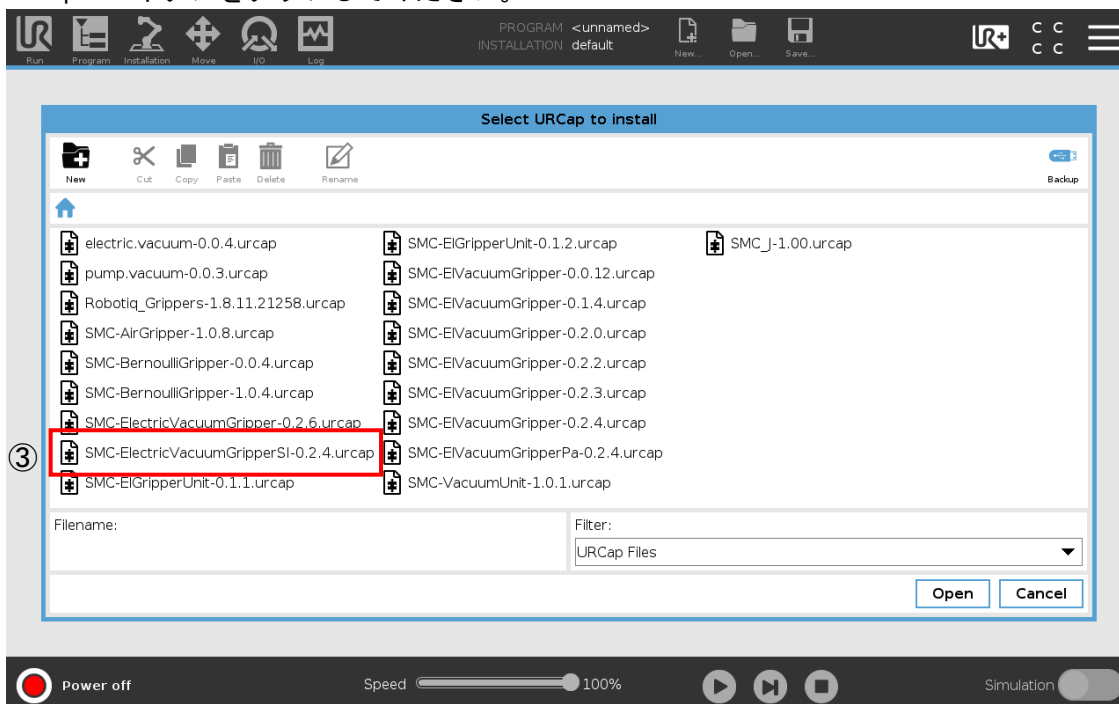 PROGRAM <unnamed>
INSTALLATION default
Run Program Installation Move I/O Log New... Open... Save...
UR+
C C
C C
Select URCap to install
New Cut Copy Paste Delete Rename Backup
electric.vacuum-0.0.4.urcap
pump.vacuum-0.0.3.urcap
Robotiq_Grippers-1.8.11.21258.urcap
SMC-AirGripper-1.0.8.urcap
SMC-BernoulliGripper-0.0.4.urcap
SMC-BernoulliGripper-1.0.4.urcap
SMC-ElectricVacuumGripper-0.2.6.urcap
③ SMC-ElectricVacuumGripperSI-0.2.4.urcap
SMC-ElGripperUnit-0.1.1.urcap
SMC-ElGripperUnit-0.1.2.urcap
SMC-ElVacuumGripper-0.0.12.urcap
SMC-ElVacuumGripper-0.1.4.urcap
SMC-ElVacuumGripper-0.2.0.urcap
SMC-ElVacuumGripper-0.2.2.urcap
SMC-ElVacuumGripper-0.2.3.urcap
SMC-ElVacuumGripper-0.2.4.urcap
SMC-ElVacuumGripperPa-0.2.4.urcap
SMC-VacuumUnit-1.0.1.urcap
SMC_J-1.00.urcap
Filename:
Filter:
URCap Files
Open Cancel
Power off Speed 100% Simulation